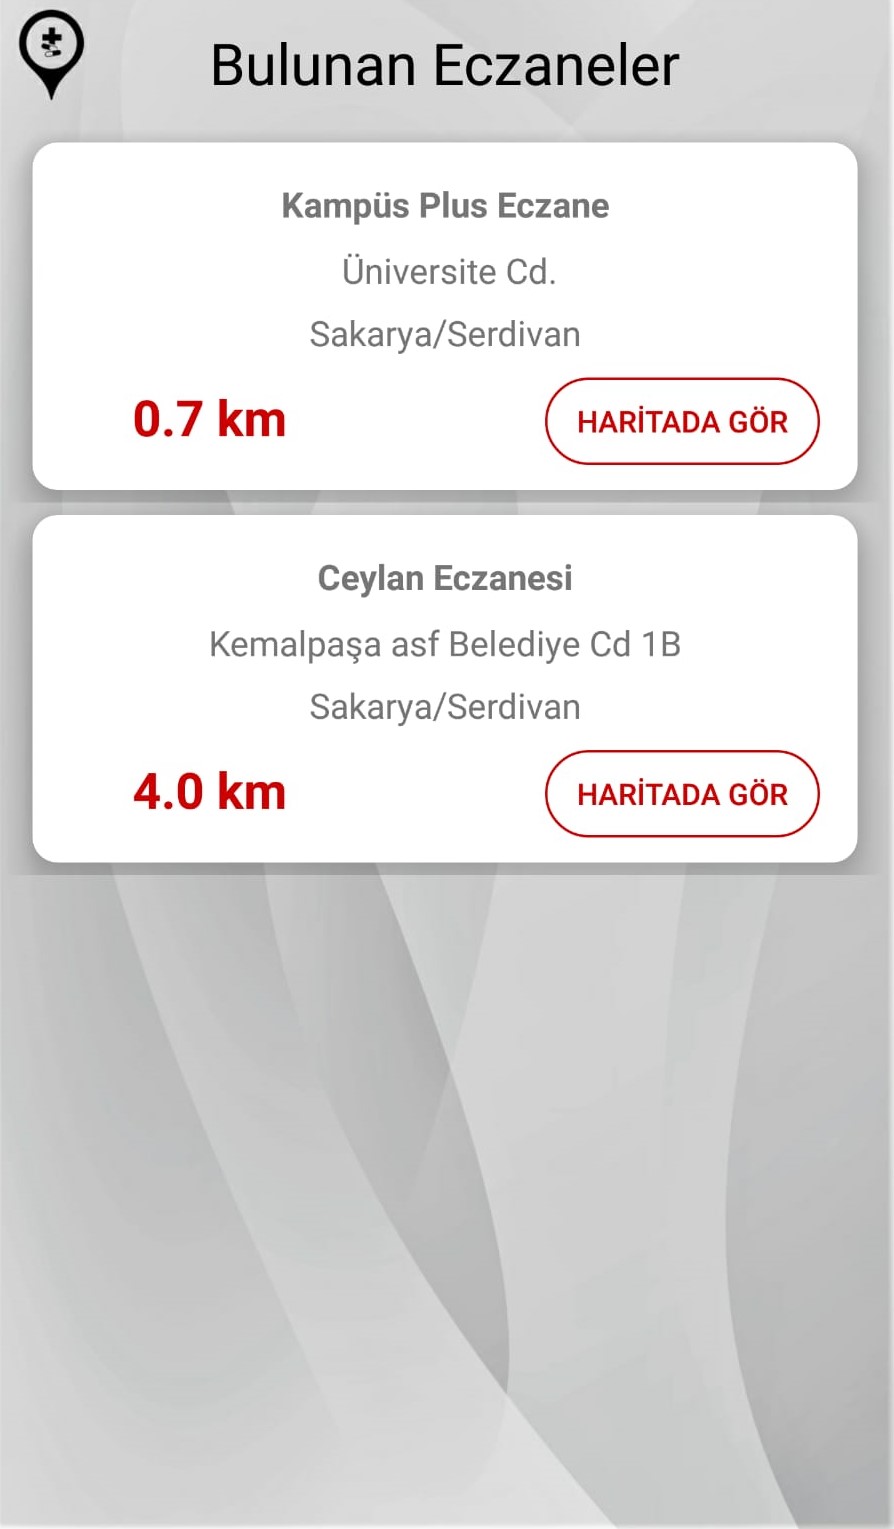 Bulunan Eczaneler
Kampüs Plus Eczane
Üniversite Cd.
Sakarya/Serdivan
0.7 km
HARİTADA GÖR
Ceylan Eczanesi
Kemalpaşa asf Belediye Cd 1B
Sakarya/Serdivan
4.0 km
HARİTADA GÖR